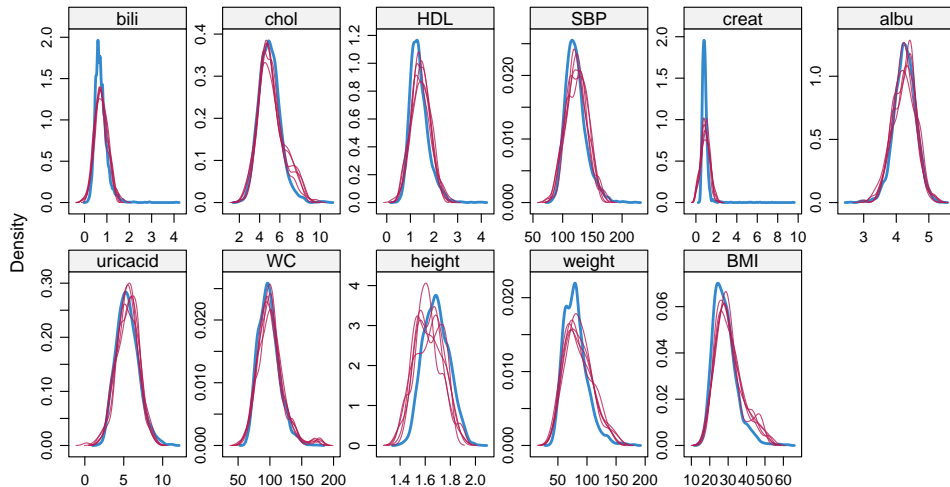 bili chol HDL SBP creat albu
0.0 0.5 1.0 1.5 2.0
0.0 0.1 0.2 0.3 0.4
0.0 0.2 0.4 0.6 0.8 1.0 1.2
0.000 0.010 0.020
0.0 0.5 1.0 1.5 2.0
0.0 0.5 1.0
0 1 2 3 4
2 4 6 8 10
0 1 2 3 4
50 100 150 200
0 2 4 6 8 10
3 4 5
Density
uricacid WC height weight BMI
0.00 0.10 0.20 0.30
0.000 0.010 0.020
0 1 2 3 4
0.000 0.010 0.020
0.00 0.02 0.04 0.06
0 5 10
50 100 150 200
1.4 1.6 1.8 2.0
50 100 150 200
10 20 30 40 50 60